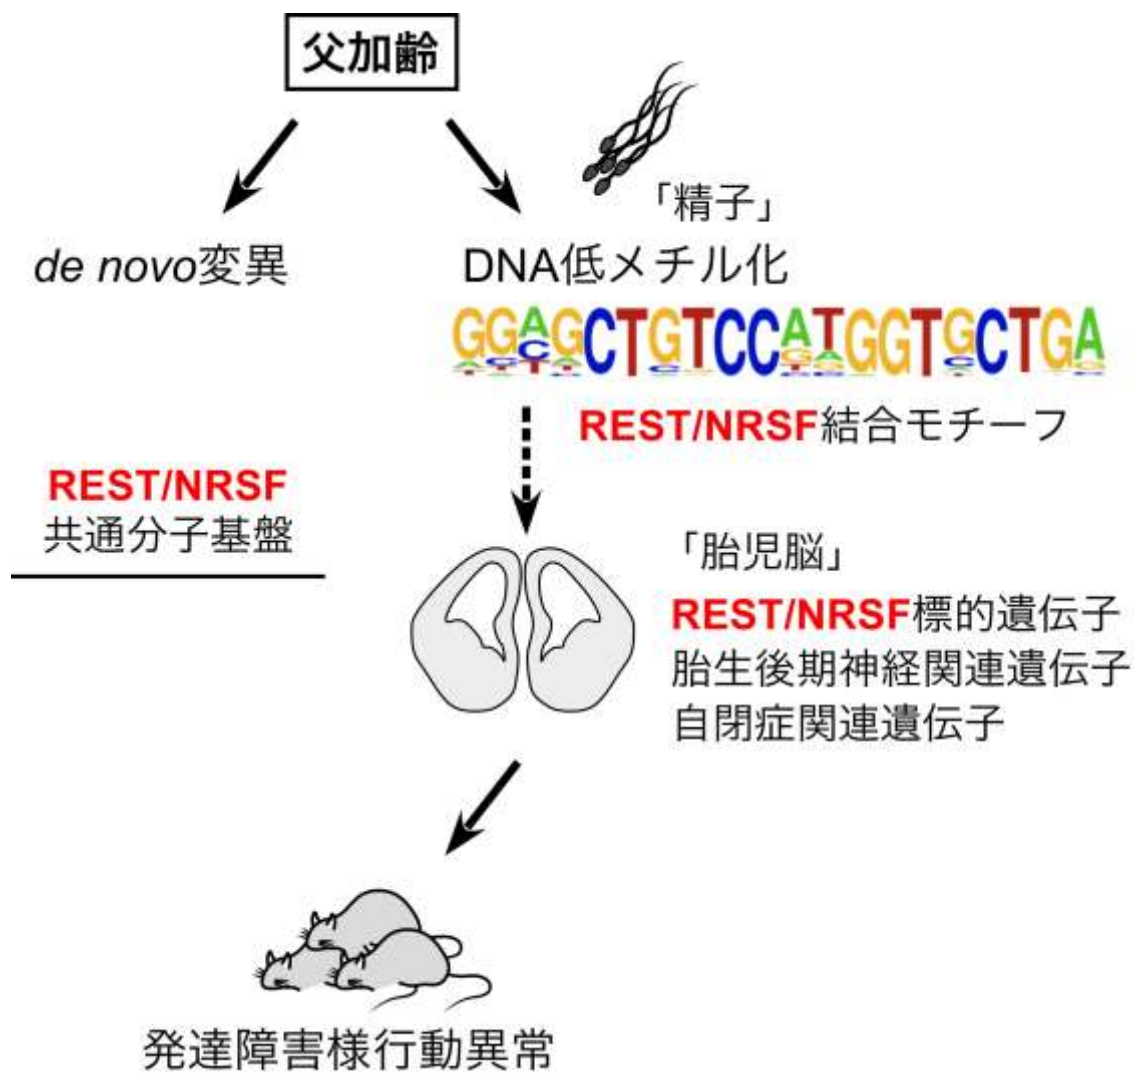 父加齢
「精子」
de novo変異
DNA低メチル化
GGAGCTGTCCATGGTGCTGA
REST/NRSF結合モチーフ
REST/NRSF
共通分子基盤
「胎児脳」
REST/NRSF標的遺伝子
胎生後期神経関連遺伝子
自閉症関連遺伝子
発達障害様行動異常